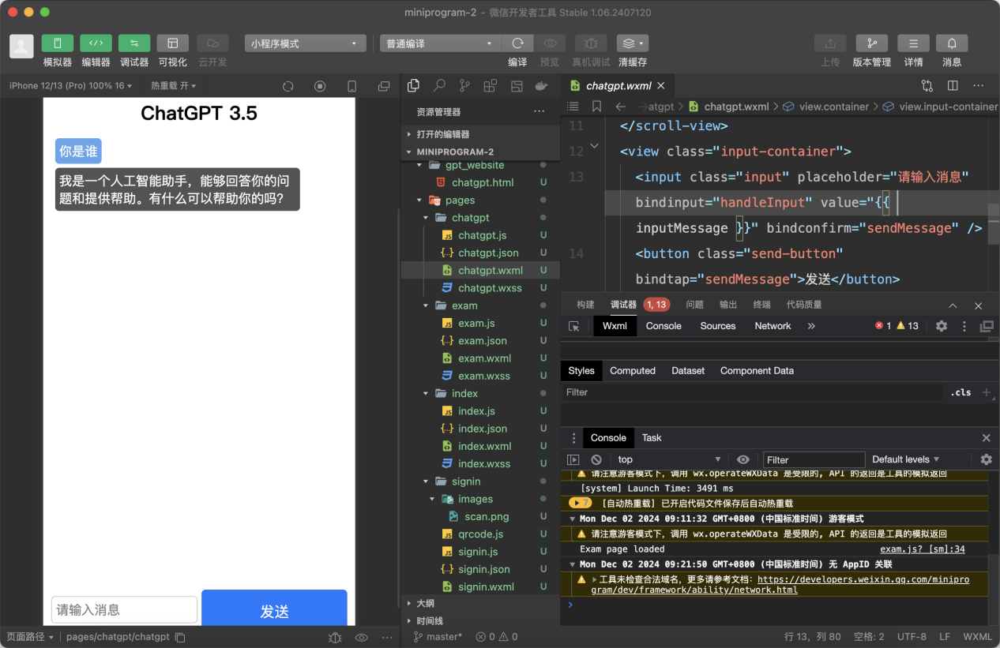 miniprogram-2 - 微信开发者工具 Stable 1.06.2407120
模拟器 编辑器 调试器 可视化 云开发
小程序模式 普通编译
编译 预览 真机调试 清缓存
上传 版本管理 详情 消息
iPhone 12/13 (Pro) 100% 16 热重载 开
ChatGPT 3.5
你是谁
我是一个人工智能助手，能够回答你的问
题和提供帮助。有什么可以帮助你的吗？
请输入消息 发送
页面路径 pages/chatgpt/chatgpt
资源管理器 ...
打开的编辑器
MINIPROGRAM-2
gpt_website
chatgpt.html U
pages
chatgpt
JS chatgpt.js U
{..} chatgpt.json U
chatgpt.wxml U
chatgpt.wxss U
exam
JS exam.js U
{..} exam.json U
exam.wxml U
exam.wxss U
index
JS index.js U
{..} index.json U
index.wxml U
index.wxss U
signin
images
scan.png U
JS qrcode.js U
JS signin.js U
{..} signin.json U
signin.wxml U
大纲
时间线
master* 0 0
chatgpt.wxml
atgpt > chatgpt.wxml > view.container > view.input-container
11 </scroll-view>
12 <view class="input-container">
13 <input class="input" placeholder="请输入消息"
bindinput="handleInput" value="{{
inputMessage }}" bindconfirm="sendMessage" />
14 <button class="send-button"
bindtap="sendMessage">发送</button>
构建 调试器 1, 13 问题 输出 终端 代码质量
Wxml Console Sources Network » 1 13
Styles Computed Dataset Component Data
Filter .cls +
Console Task
top Filter Default levels
请注意游客模式下, 调用 wx.operateWXData 是受限的, API 的返回是工具的模拟返回
[system] Launch Time: 3491 ms
7 [自动热重载] 已开启代码文件保存后自动热重载
Mon Dec 02 2024 09:11:32 GMT+0800 (中国标准时间) 游客模式
请注意游客模式下, 调用 wx.operateWXData 是受限的, API 的返回是工具的模拟返回
Exam page loaded exam.js? [sm]:34
Mon Dec 02 2024 09:21:50 GMT+0800 (中国标准时间) 无 AppID 关联
工具未检查合法域名，更多请参考文档: https://developers.weixin.qq.com/minipro
gram/dev/framework/ability/network.html
行 13，列 80 空格: 2 UTF-8 LF WXML